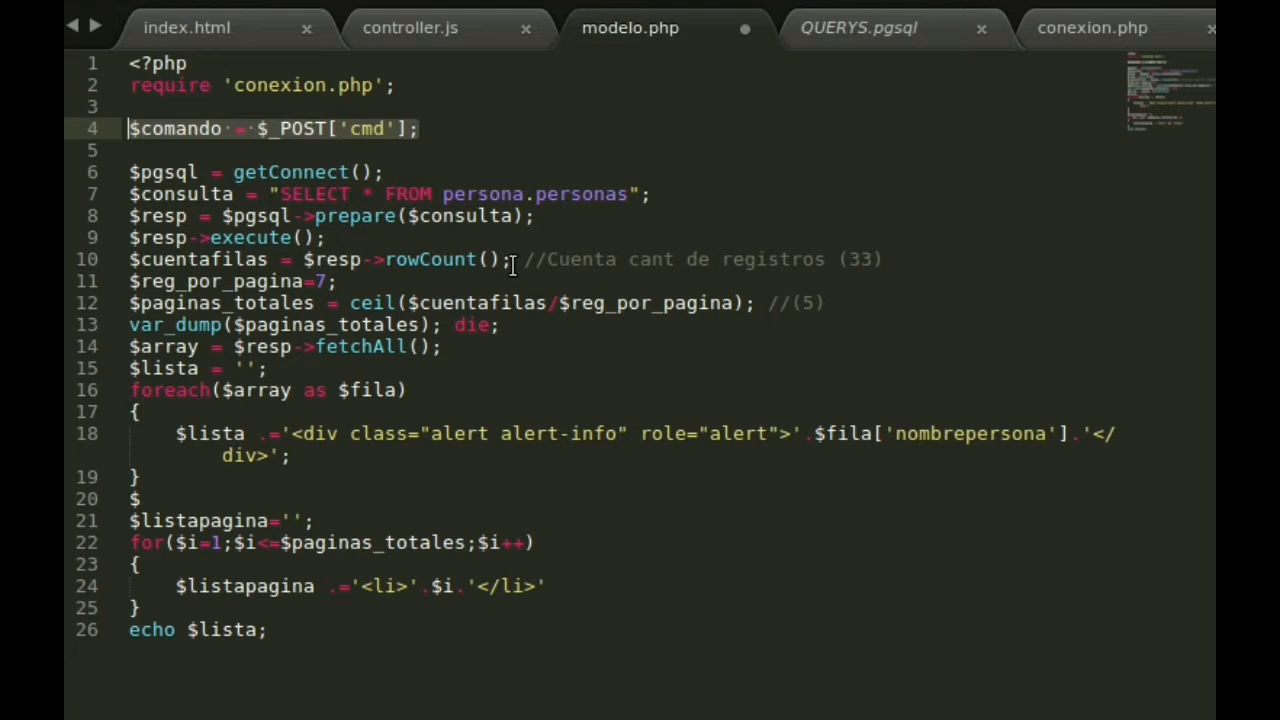 index.html × controller.js × modelo.php QUERYS.pgsql × conexion.php ×
1 <?php
2 require 'conexion.php';
3
4 $comando = $_POST['cmd'];
5
6 $pgsql = getConnect();
7 $consulta = "SELECT * FROM persona.personas";
8 $resp = $pgsql->prepare($consulta);
9 $resp->execute();
10 $cuentafilas = $resp->rowCount(); //Cuenta cant de registros (33)
11 $reg_por_pagina=7;
12 $paginas_totales = ceil($cuentafilas/$reg_por_pagina); //(5)
13 var_dump($paginas_totales); die;
14 $array = $resp->fetchAll();
15 $lista = '';
16 foreach($array as $fila)
17 {
18 $lista .='<div class="alert alert-info" role="alert">'.$fila['nombrepersona'].'</
div>';
19 }
20 $
21 $listapagina='';
22 for($i=1;$i<=$paginas_totales;$i++)
23 {
24 $listapagina .='<li>'.$i.'</li>'
25 }
26 echo $lista;